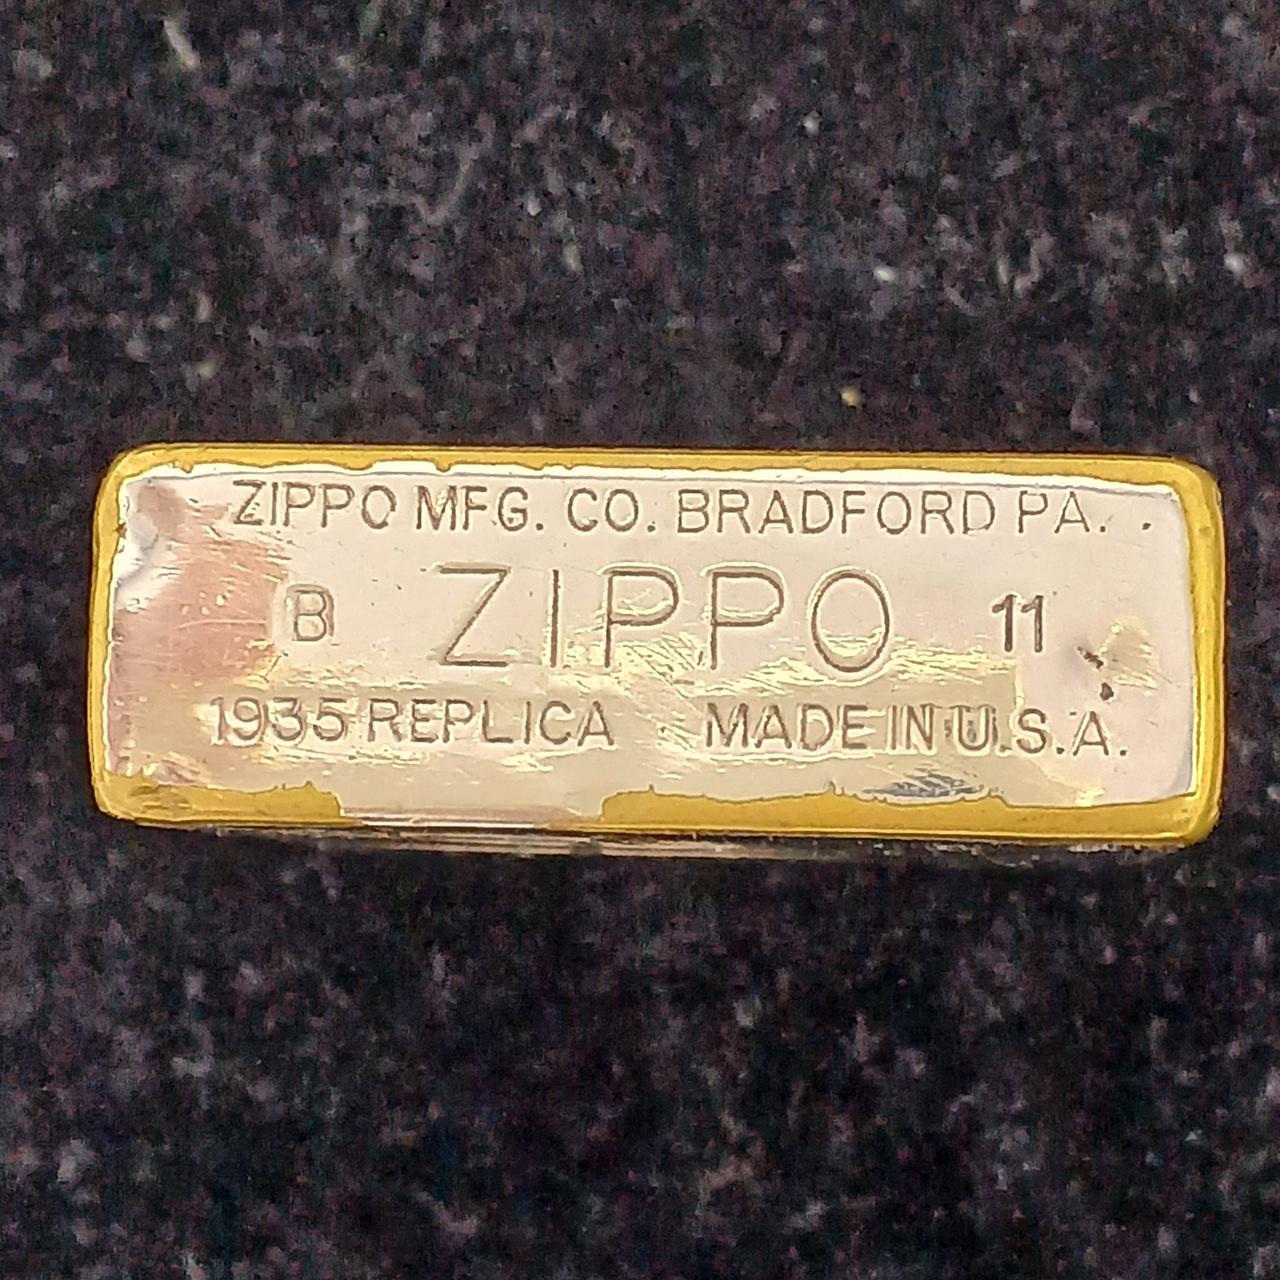 ZIPPO MFG. CO. BRADFORD PA. .
B ZIPPO 11
1935 REPLICA MADE IN U.S.A.